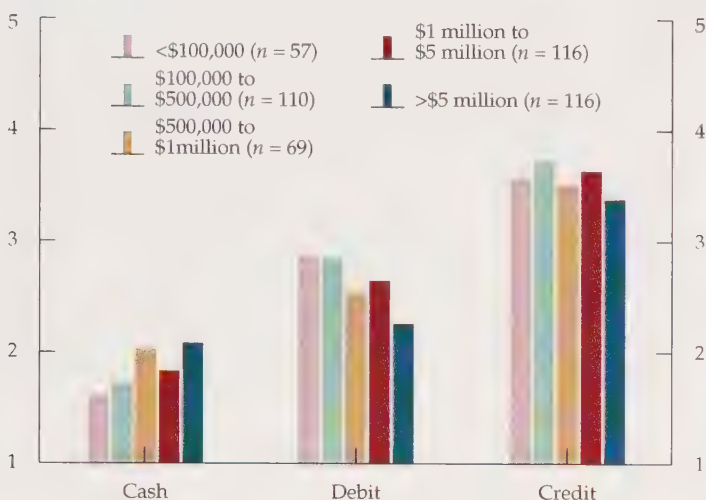 5
4
3
2
1
<$100,000 (n = 57)
$100,000 to
$500,000 (n = 110)
$500,000 to
$1million (n = 69)
$1 million to
$5 million (n = 116)
>$5 million (n = 116)
5
4
3
2
1
Cash
Debit
Credit